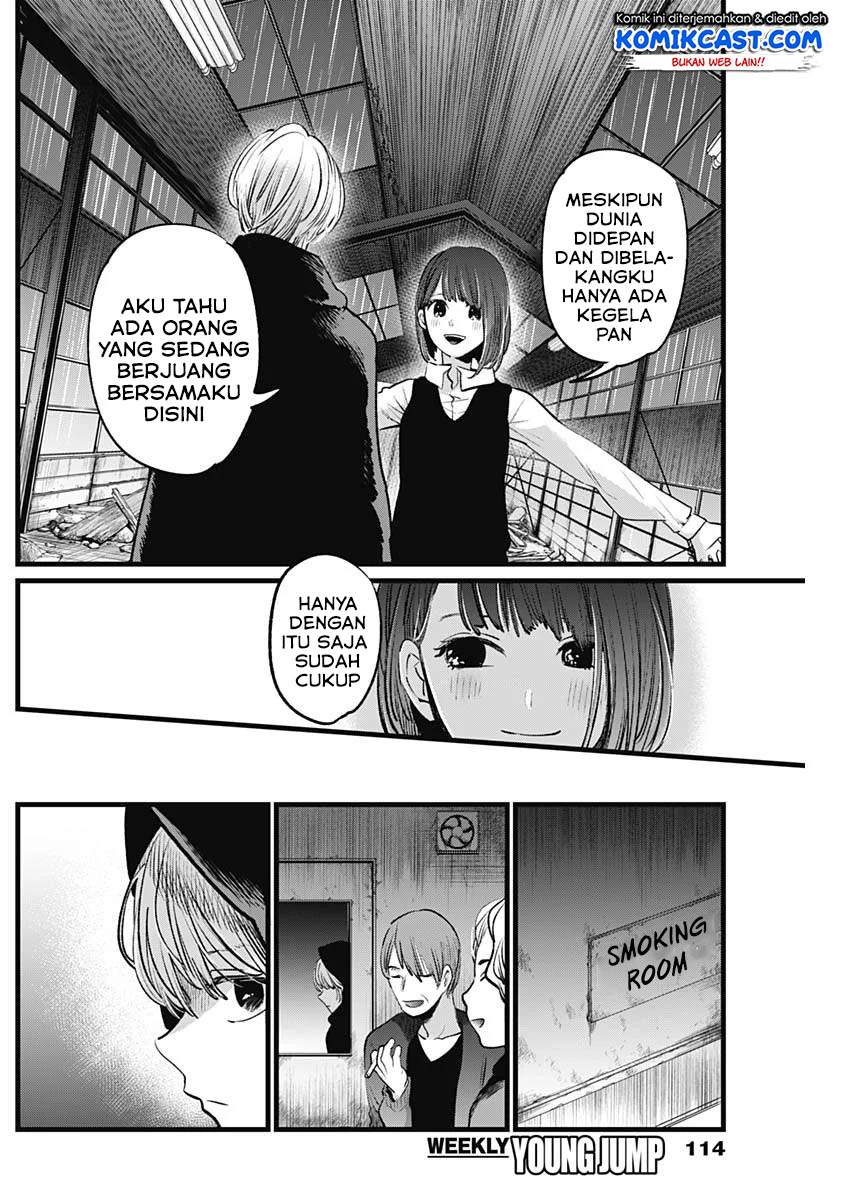 Komik ini diterjemahkan & diedit oleh
KOMIKCAST.COM
BUKAN WEB LAIN!!
MESKIPUN
DUNIA
DIDEPAN
DAN DIBELA-
KANGKU
HANYA ADA
KEGELA
PAN
AKU TAHU
ADA ORANG
YANG SEDANG
BERJUANG
BERSAMAKU
DISINI
HANYA
DENGAN
ITU SAJA
SUDAH
CUKUP
SMOKING
ROOM
WEEKLY YOUNG JUMP 114